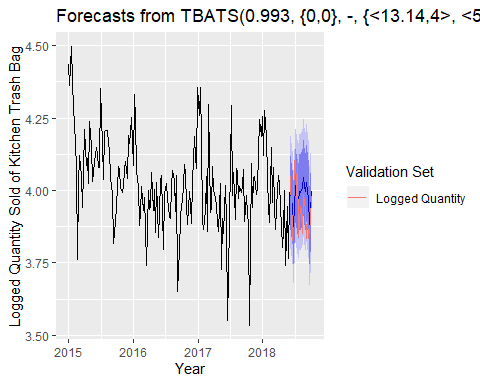 Forecasts from TBATS(0.993, {0,0}, -, {<13.14,4>, <5
Logged Quantity Sold of Kitchen Trash Bag
4.50
4.25
4.00
3.75
3.50
2015
2016
2017
2018
Year
Validation Set
Logged Quantity